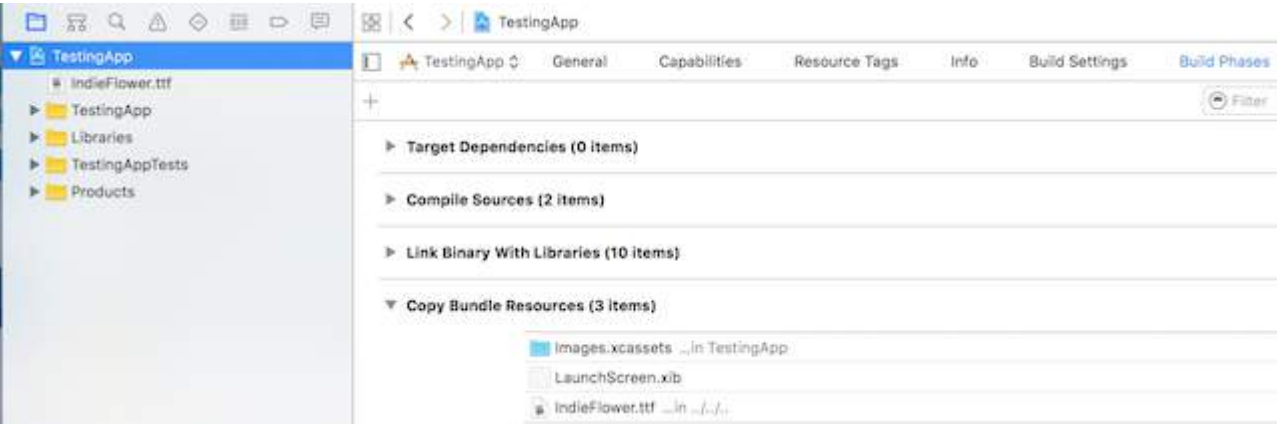 TestingApp
TestingApp
IndieFlower.ttf
TestingApp
Libraries
TestingAppTests
Products
TestingApp General Capabilities Resource Tags Info Build Settings Build Phases
Filter
Target Dependencies (0 items)
Compile Sources (2 items)
Link Binary With Libraries (10 items)
Copy Bundle Resources (3 items)
Images.xcassets ...in TestingApp
LaunchScreen.xib
IndieFlower.ttf ...in ../../..